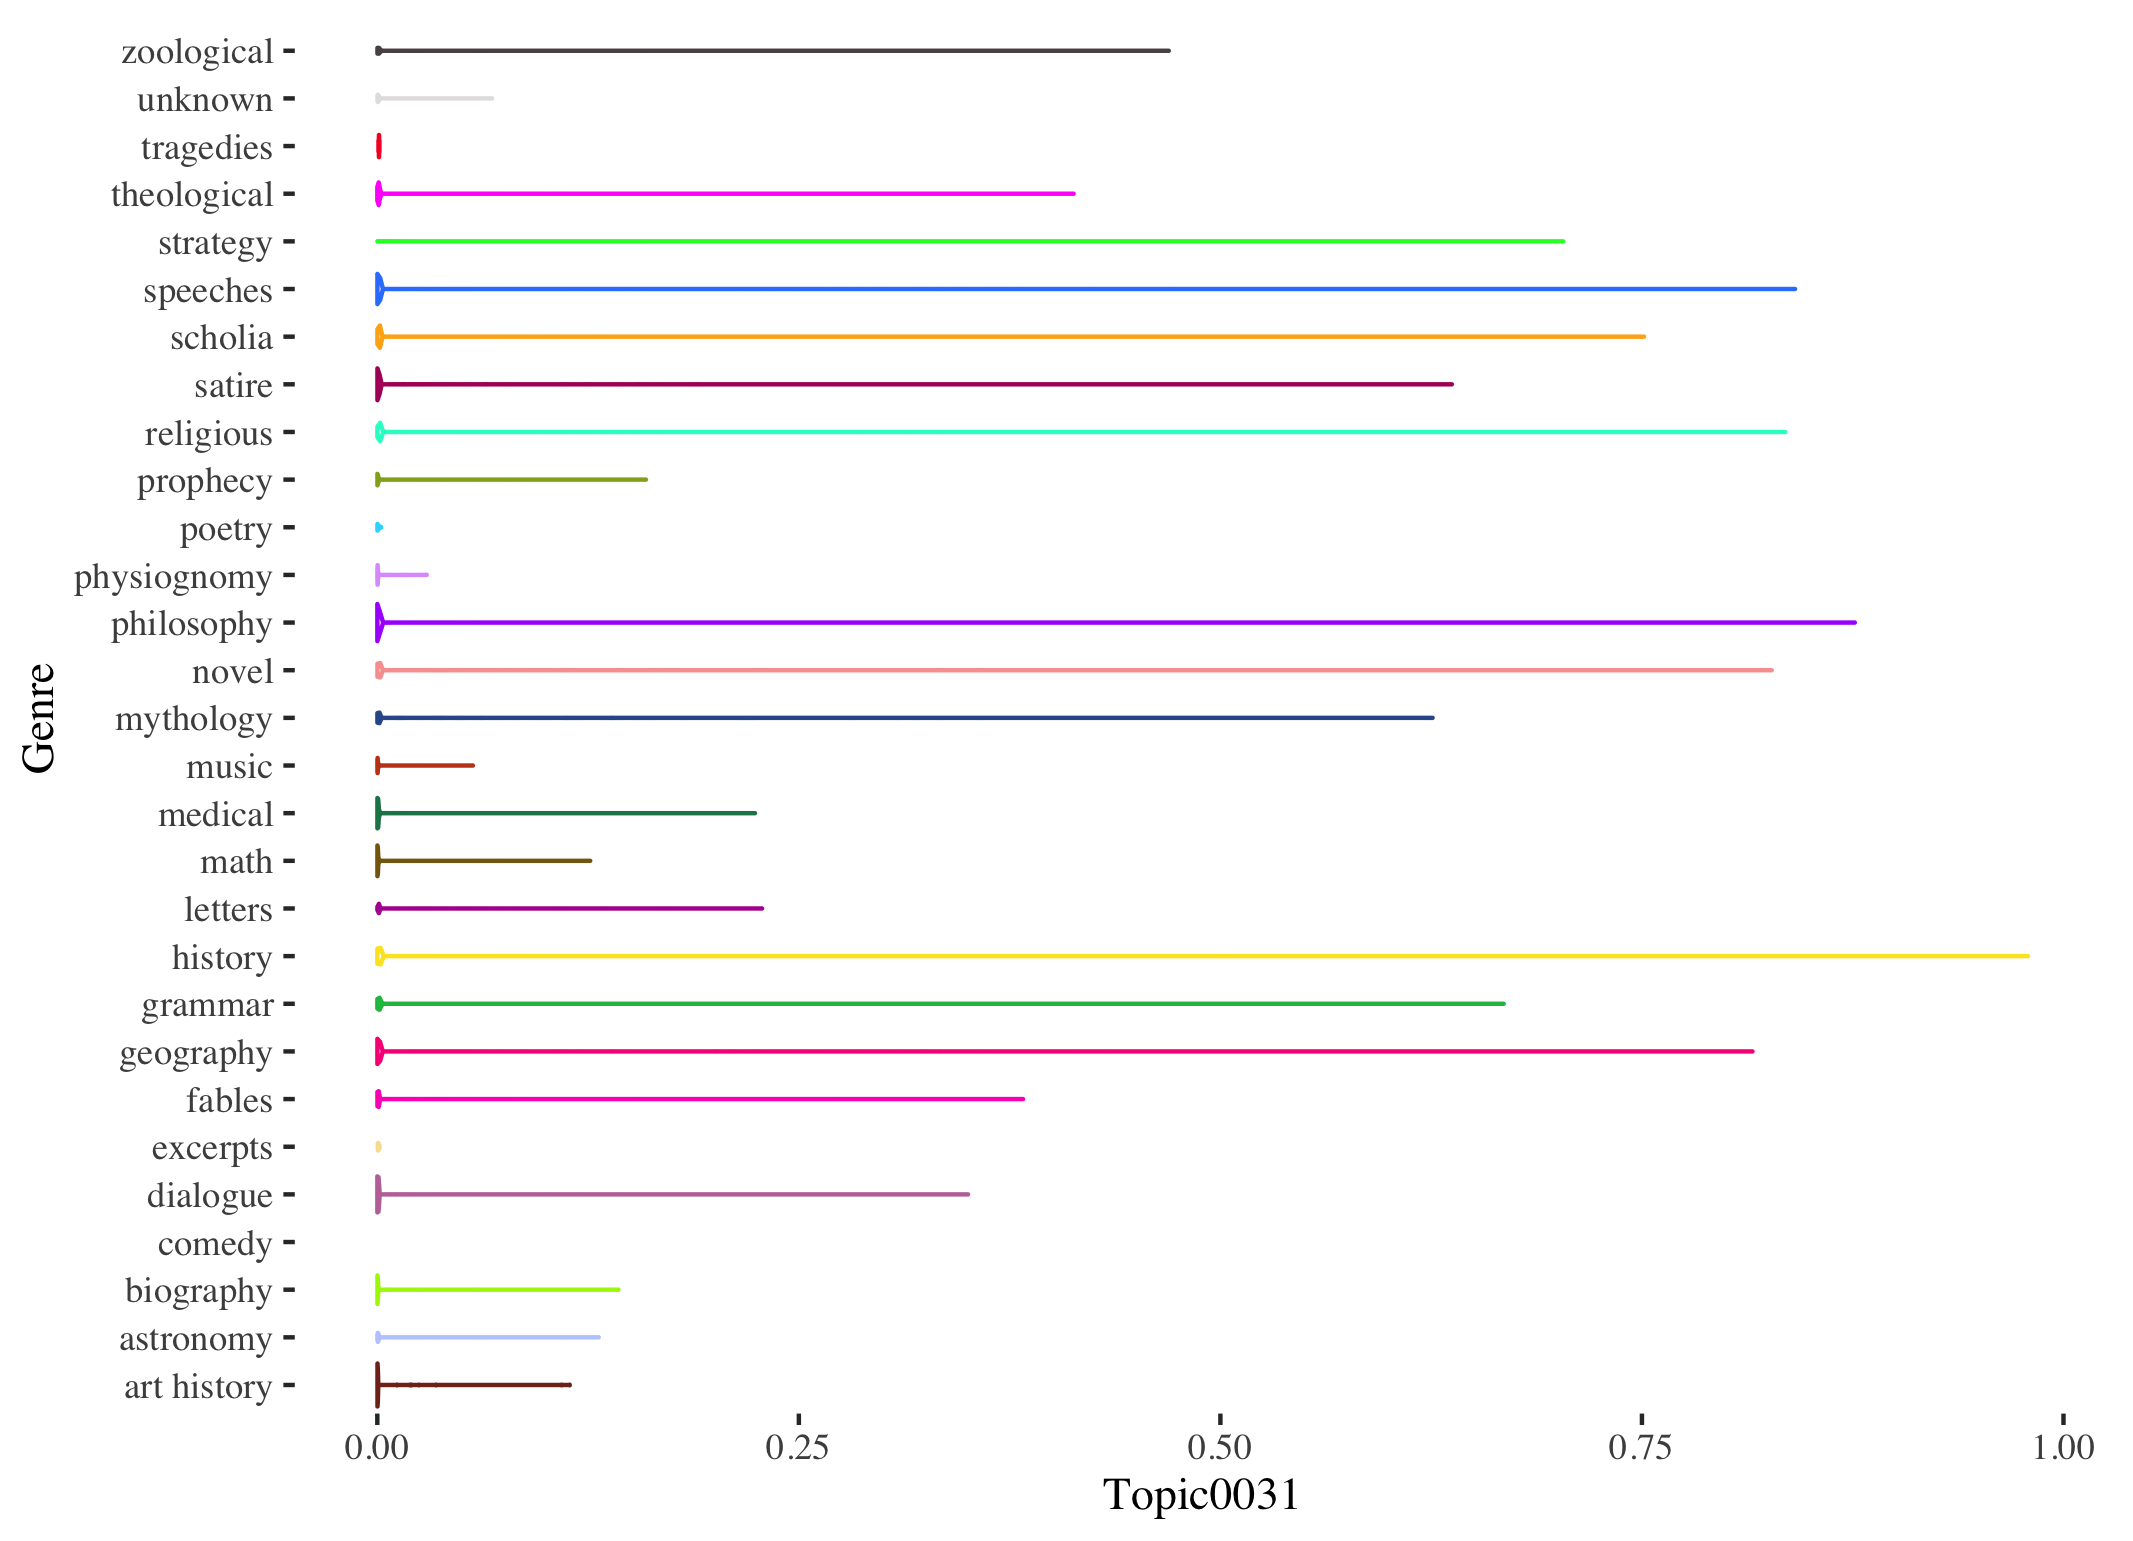 zoological
unknown
tragedies
theological
strategy
speeches
scholia
satire
religious
prophecy
poetry
physiognomy
philosophy
novel
mythology
music
medical
math
letters
history
grammar
geography
fables
excerpts
dialogue
comedy
biography
astronomy
art history
Genre
0.00 0.25 0.50 0.75 1.00
Topic0031